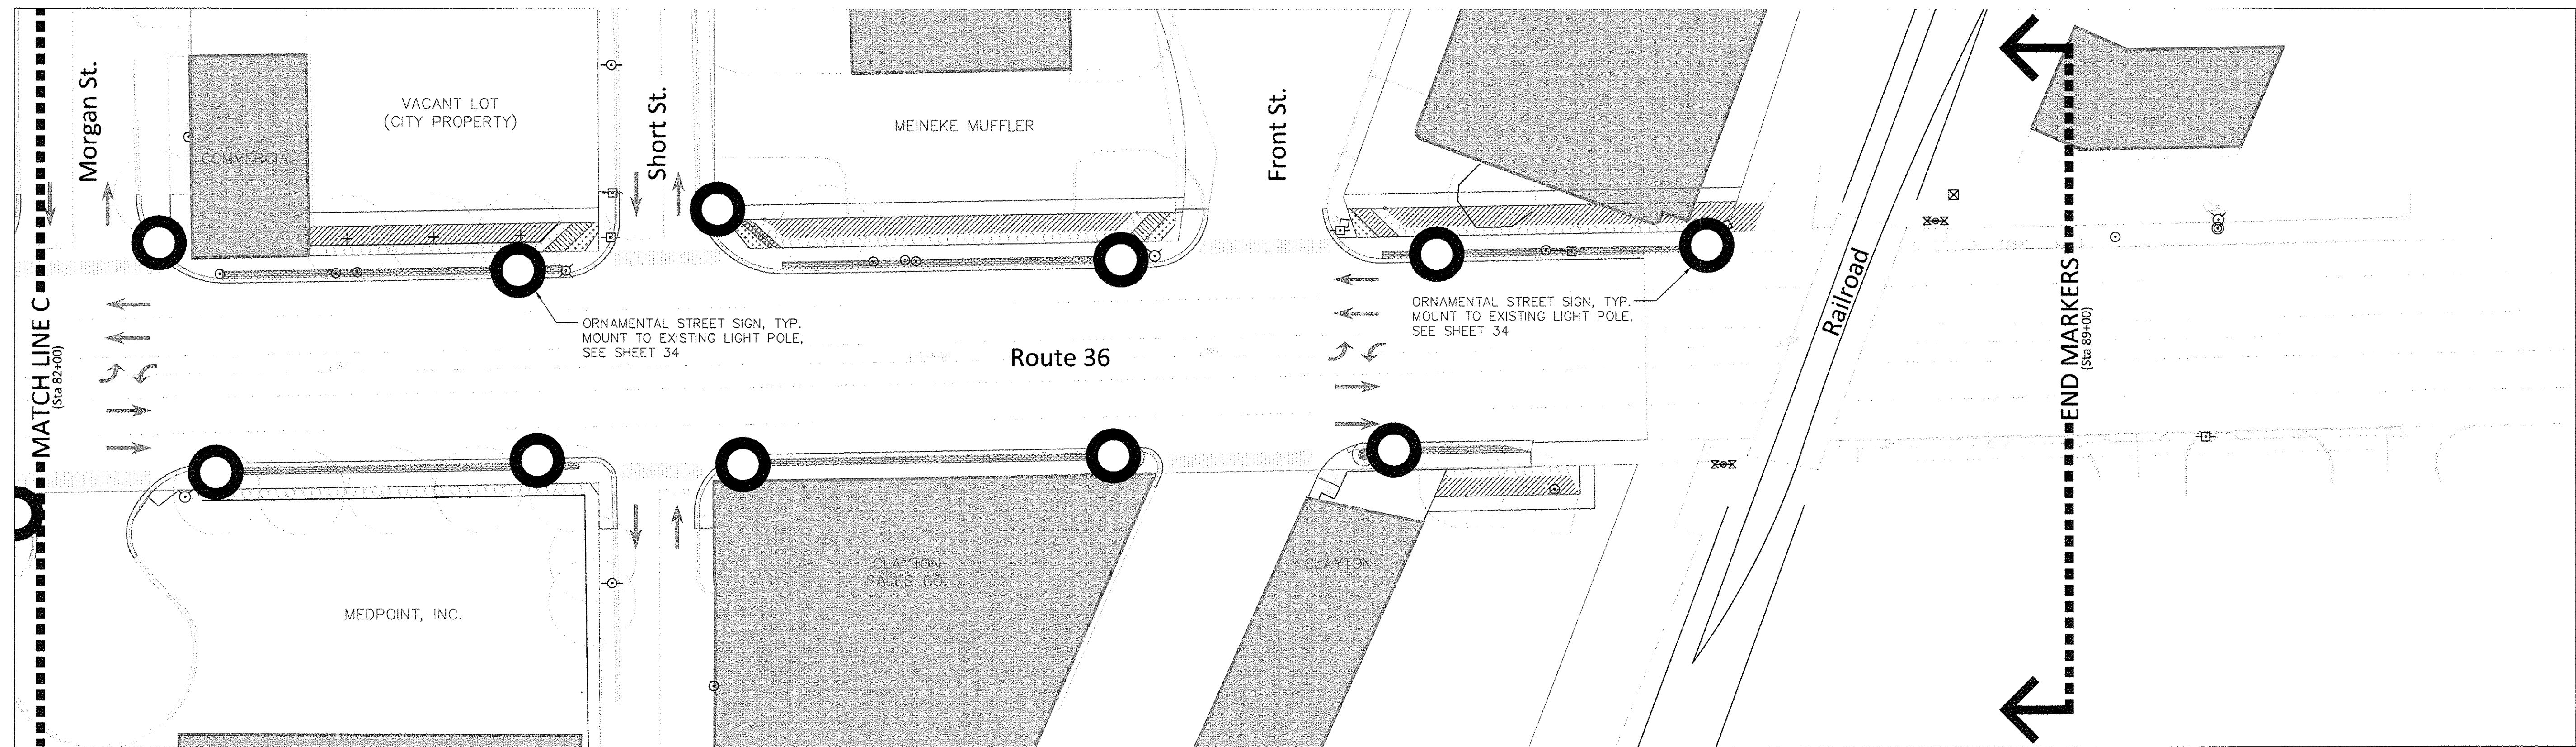 Morgan St.
VACANT LOT
(CITY PROPERTY)
COMMERCIAL
Short St.
MEINEKE MUFFLER
Front St.
MATCH LINE C
(Sta 82+00)
ORNAMENTAL STREET SIGN, TYP.
MOUNT TO EXISTING LIGHT POLE,
SEE SHEET 34
Route 36
ORNAMENTAL STREET SIGN, TYP.
MOUNT TO EXISTING LIGHT POLE,
SEE SHEET 34
Railroad
END MARKERS
(Sta 89+00)
MEDPOINT, INC.
CLAYTON
SALES CO.
CLAYTON